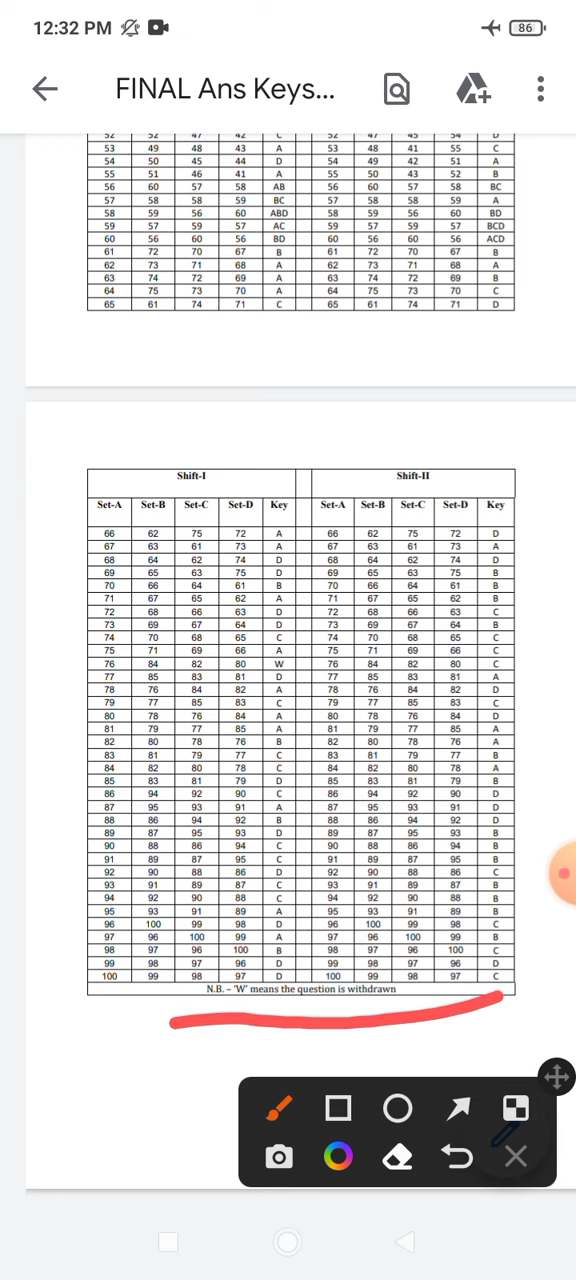 12:32 PM 86
FINAL Ans Keys...
52 52 47 42 C 52 47 45 54 D
53 49 48 43 A 53 48 41 55 C
54 50 45 44 D 54 49 42 51 A
55 51 46 41 A 55 50 43 52 B
56 60 57 58 AB 56 60 57 58 BC
57 58 58 59 BC 57 58 58 59 A
58 59 56 60 ABD 58 59 56 60 BD
59 57 59 57 AC 59 57 59 57 BCD
60 56 60 56 BD 60 56 60 56 ACD
61 72 70 67 B 61 72 70 67 B
62 73 71 68 A 62 73 71 68 A
63 74 72 69 A 63 74 72 69 B
64 75 73 70 A 64 75 73 70 C
65 61 74 71 C 65 61 74 71 D
Shift-I Shift-II
Set-A Set-B Set-C Set-D Key Set-A Set-B Set-C Set-D Key
66 62 75 72 A 66 62 75 72 D
67 63 61 73 A 67 63 61 73 A
68 64 62 74 D 68 64 62 74 D
69 65 63 75 D 69 65 63 75 B
70 66 64 61 B 70 66 64 61 B
71 67 65 62 A 71 67 65 62 B
72 68 66 63 D 72 68 66 63 C
73 69 67 64 D 73 69 67 64 B
74 70 68 65 C 74 70 68 65 C
75 71 69 66 A 75 71 69 66 C
76 84 82 80 W 76 84 82 80 C
77 85 83 81 D 77 85 83 81 A
78 76 84 82 A 78 76 84 82 D
79 77 85 83 C 79 77 85 83 C
80 78 76 84 A 80 78 76 84 D
81 79 77 85 A 81 79 77 85 A
82 80 78 76 B 82 80 78 76 A
83 81 79 77 C 83 81 79 77 B
84 82 80 78 C 84 82 80 78 A
85 83 81 79 D 85 83 81 79 B
86 94 92 90 C 86 94 92 90 D
87 95 93 91 A 87 95 93 91 D
88 86 94 92 B 88 86 94 92 D
89 87 95 93 D 89 87 95 93 B
90 88 86 94 C 90 88 86 94 B
91 89 87 95 C 91 89 87 95 B
92 90 88 86 D 92 90 88 86 C
93 91 89 87 C 93 91 89 87 B
94 92 90 88 C 94 92 90 88 B
95 93 91 89 A 95 93 91 89 B
96 100 99 98 D 96 100 99 98 C
97 96 100 99 A 97 96 100 99 B
98 97 96 100 B 98 97 96 100 C
99 98 97 96 D 99 98 97 96 D
100 99 98 97 D 100 99 98 97 C
N.B. – 'W' means the question is withdrawn